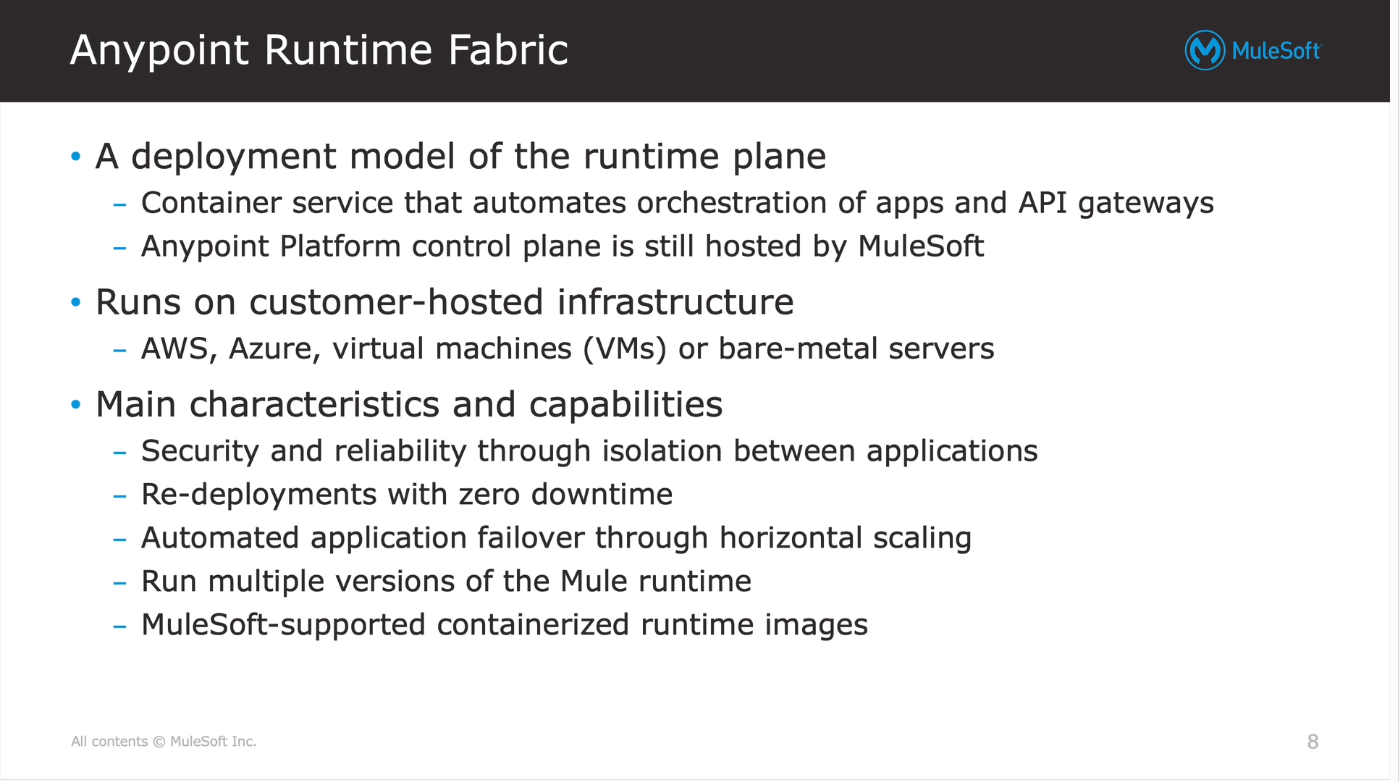 Anypoint Runtime Fabric
MuleSoft
• A deployment model of the runtime plane
– Container service that automates orchestration of apps and API gateways
– Anypoint Platform control plane is still hosted by MuleSoft
• Runs on customer-hosted infrastructure
– AWS, Azure, virtual machines (VMs) or bare-metal servers
• Main characteristics and capabilities
– Security and reliability through isolation between applications
– Re-deployments with zero downtime
– Automated application failover through horizontal scaling
– Run multiple versions of the Mule runtime
– MuleSoft-supported containerized runtime images
All contents © MuleSoft Inc.
8